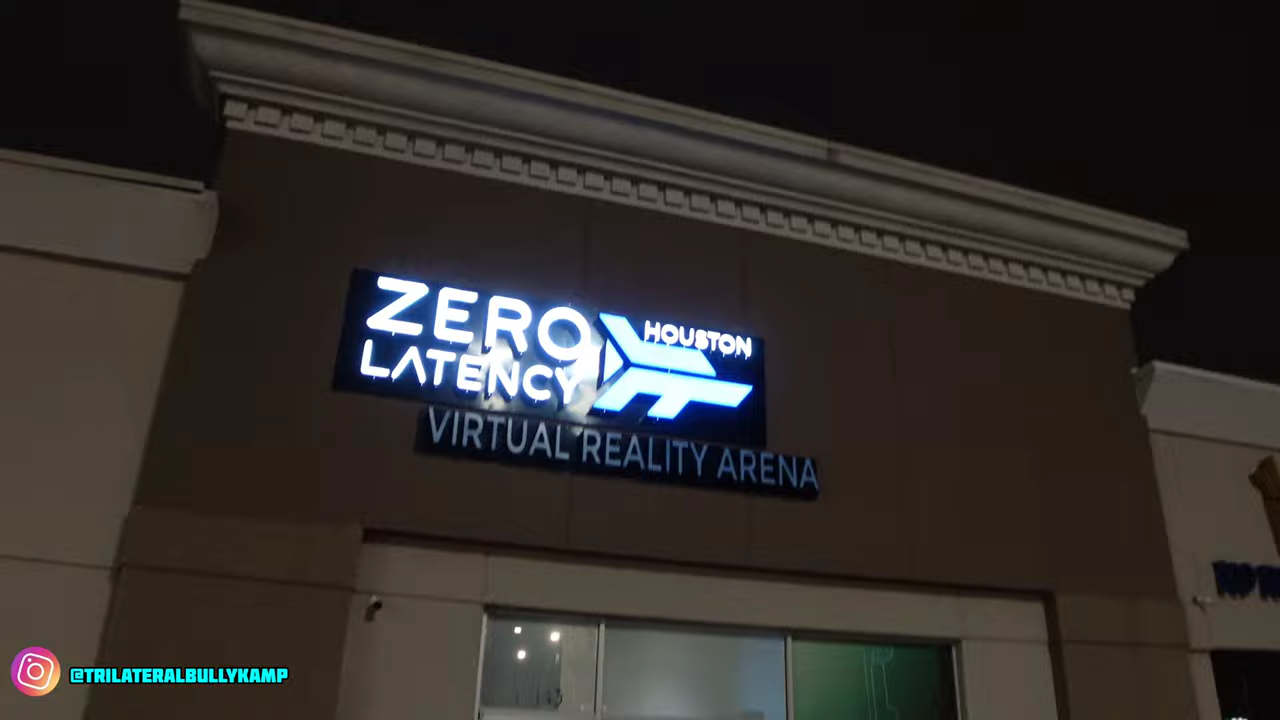 ZERO
LATENCY
HOUSTON
VIRTUAL REALITY ARENA
@TRILATERALBULLYKAMP